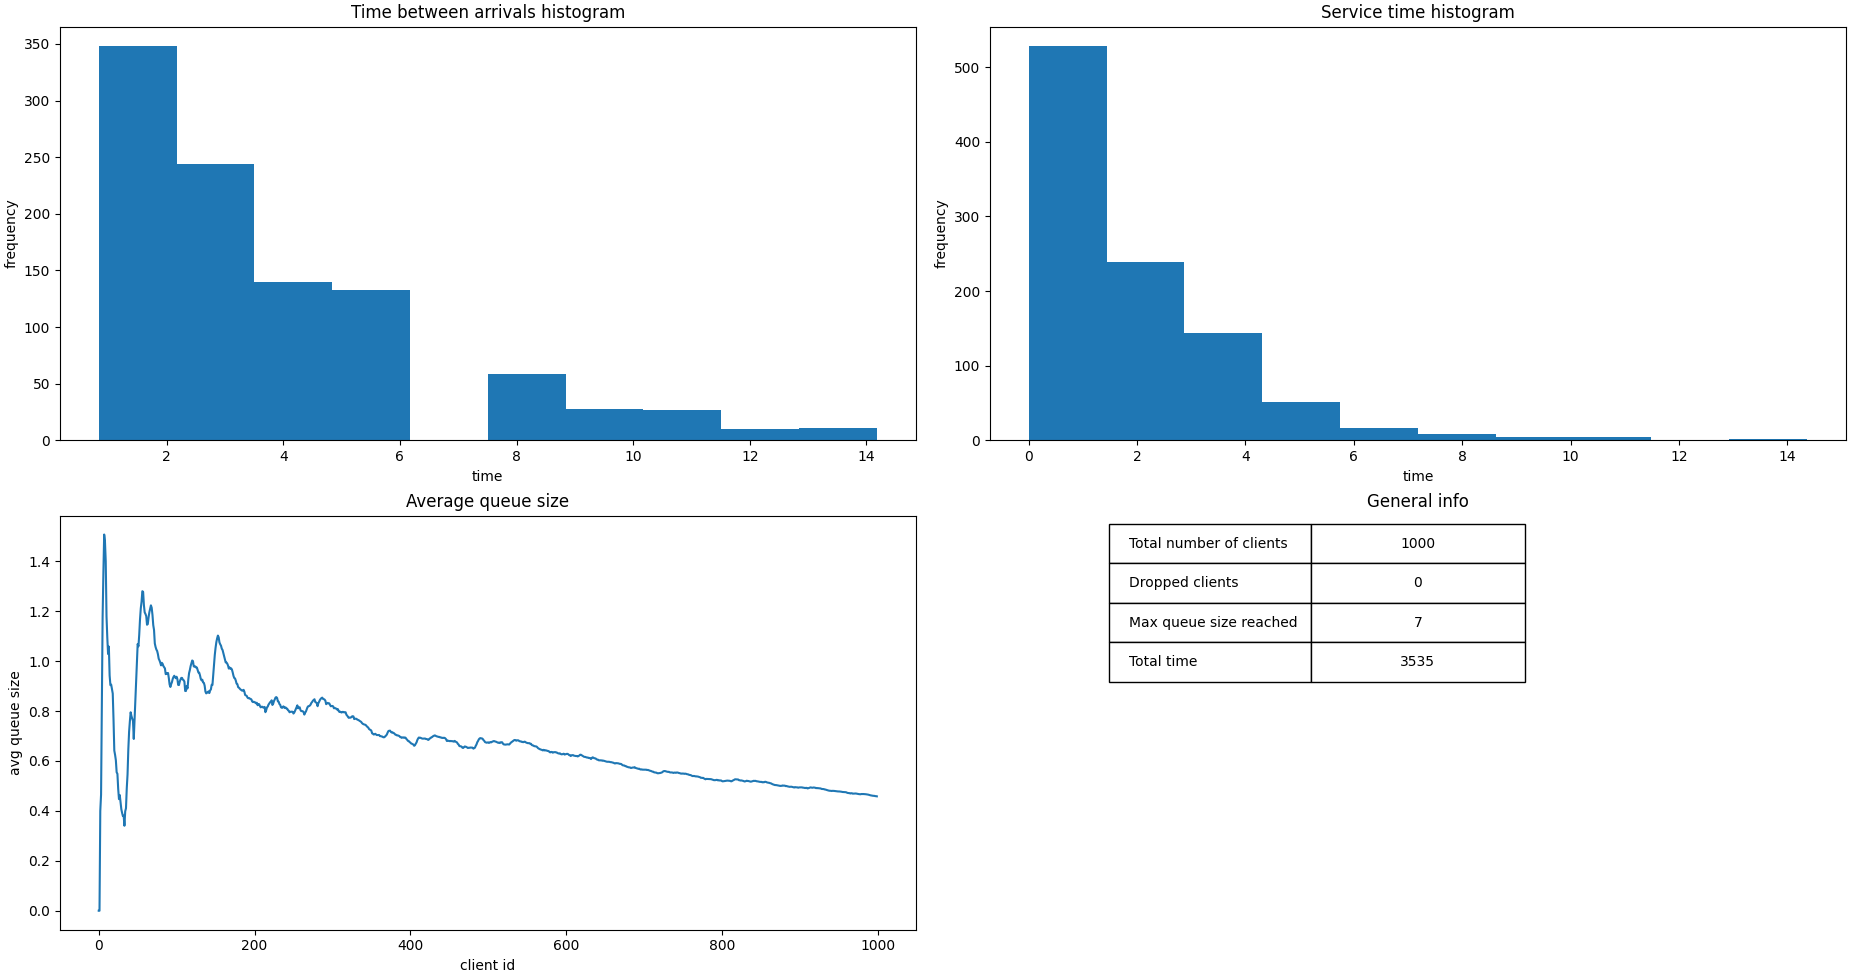 Time between arrivals histogram
350
300
250
200
150
100
50
0
frequency
2 4 6 8 10 12 14
time
Service time histogram
500
400
300
200
100
0
frequency
0 2 4 6 8 10 12 14
time
Average queue size
1.4
1.2
1.0
0.8
0.6
0.4
0.2
0.0
avg queue size
0 200 400 600 800 1000
client id
General info
Total number of clients 1000
Dropped clients 0
Max queue size reached 7
Total time 3535